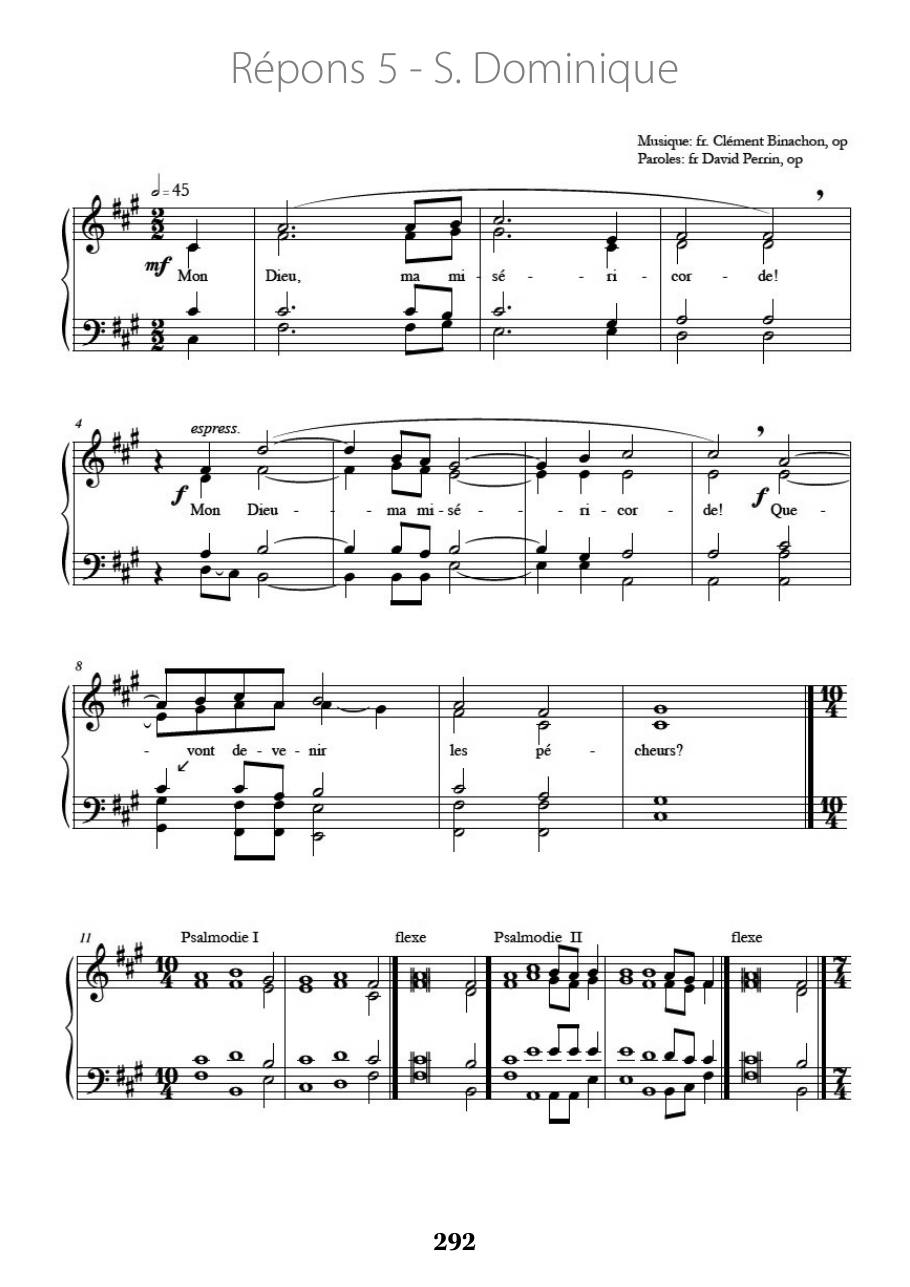 Répons 5 - S. Dominique
Musique: fr. Clément Binachon, op
Paroles: fr David Perrin, op
= 45
mf
Mon Dieu, ma mi - sé - ri - cor - de!
4
espress.
f
f
Mon Dieu - - ma mi - sé - - ri - cor - de! Que -
8
- vont de - ve - nir les pé - cheurs?
11
Psalmodie I flexe Psalmodie II flexe
292